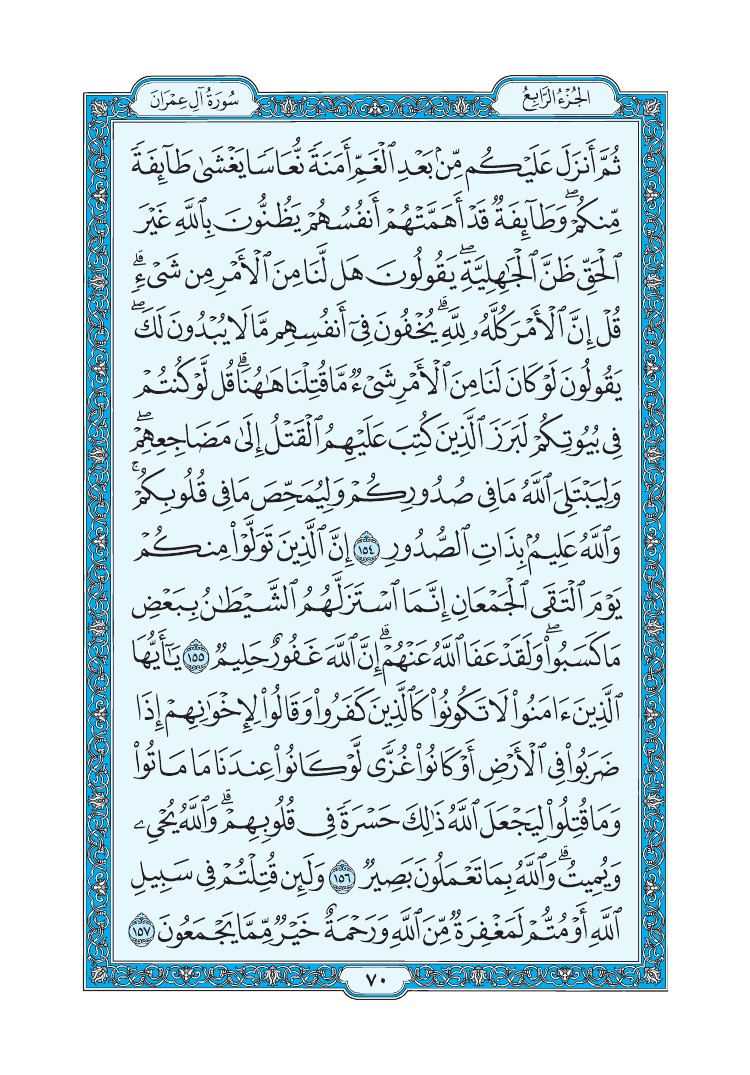 الجُزْءُ الرَّابِعُ
سُورَةُ آلِ عِمْرَانَ
ثُمَّ أَنزَلَ عَلَيْكُم مِّنۢ بَعْدِ ٱلْغَمِّ أَمَنَةً نُّعَاسًا يَغْشَىٰ طَآئِفَةً
مِّنكُمْۖ وَطَآئِفَةٌ قَدْ أَهَمَّتْهُمْ أَنفُسُهُمْ يَظُنُّونَ بِٱللَّهِ غَيْرَ
ٱلْحَقِّ ظَنَّ ٱلْجَٰهِلِيَّةِۖ يَقُولُونَ هَل لَّنَا مِنَ ٱلْأَمْرِ مِن شَىْءٍۗ
قُلْ إِنَّ ٱلْأَمْرَ كُلَّهُۥ لِلَّهِۗ يُخْفُونَ فِىٓ أَنفُسِهِم مَّا لَا يُبْدُونَ لَكَۖ
يَقُولُونَ لَوْ كَانَ لَنَا مِنَ ٱلْأَمْرِ شَىْءٌ مَّا قُتِلْنَا هَٰهُنَاۗ قُل لَّوْ كُنتُمْ
فِى بُيُوتِكُمْ لَبَرَزَ ٱلَّذِينَ كُتِبَ عَلَيْهِمُ ٱلْقَتْلُ إِلَىٰ مَضَاجِعِهِمْۖ
وَلِيَبْتَلِىَ ٱللَّهُ مَا فِى صُدُورِكُمْ وَلِيُمَحِّصَ مَا فِى قُلُوبِكُمْۚ
وَٱللَّهُ عَلِيمٌۢ بِذَاتِ ٱلصُّدُورِ ١٥٤ إِنَّ ٱلَّذِينَ تَوَلَّوْا۟ مِنكُمْ
يَوْمَ ٱلْتَقَى ٱلْجَمْعَانِ إِنَّمَا ٱسْتَزَلَّهُمُ ٱلشَّيْطَٰنُ بِبَعْضِ
مَا كَسَبُوا۟ۖ وَلَقَدْ عَفَا ٱللَّهُ عَنْهُمْۗ إِنَّ ٱللَّهَ غَفُورٌ حَلِيمٌ ١٥٥ يَٰٓأَيُّهَا
ٱلَّذِينَ ءَامَنُوا۟ لَا تَكُونُوا۟ كَٱلَّذِينَ كَفَرُوا۟ وَقَالُوا۟ لِإِخْوَٰنِهِمْ إِذَا
ضَرَبُوا۟ فِى ٱلْأَرْضِ أَوْ كَانُوا۟ غُزًّى لَّوْ كَانُوا۟ عِندَنَا مَا مَاتُوا۟
وَمَا قُتِلُوا۟ لِيَجْعَلَ ٱللَّهُ ذَٰلِكَ حَسْرَةً فِى قُلُوبِهِمْۗ وَٱللَّهُ يُحْىِۦ
وَيُمِيتُۗ وَٱللَّهُ بِمَا تَعْمَلُونَ بَصِيرٌ ١٥٦ وَلَئِن قُتِلْتُمْ فِى سَبِيلِ
ٱللَّهِ أَوْ مُتُّمْ لَمَغْفِرَةٌ مِّنَ ٱللَّهِ وَرَحْمَةٌ خَيْرٌ مِّمَّا يَجْمَعُونَ ١٥٧
٧٠